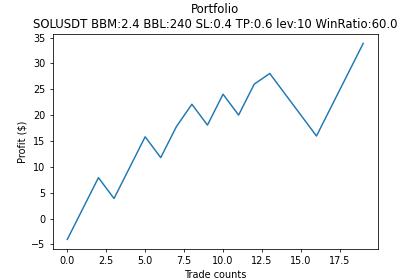 Portfolio
SOLUSDT BBM:2.4 BBL:240 SL:0.4 TP:0.6 lev:10 WinRatio:60.0
35
30
25
20
15
10
5
0
−5
Profit ($)
0.0 2.5 5.0 7.5 10.0 12.5 15.0 17.5
Trade counts